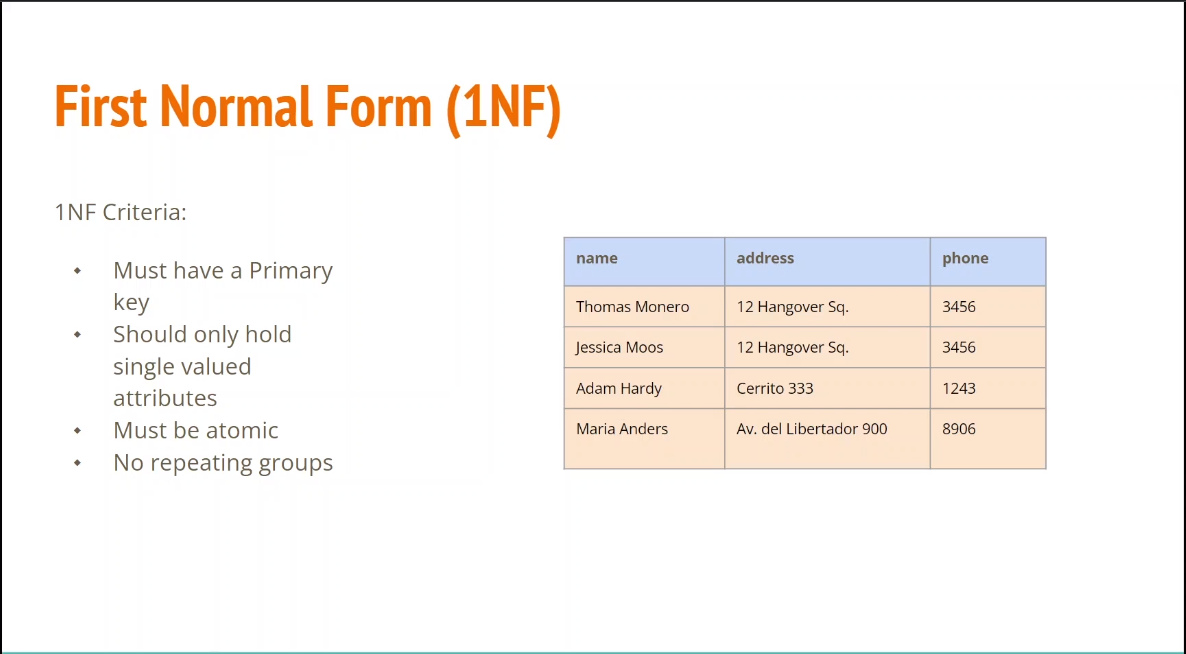 First Normal Form (1NF)
1NF Criteria:
Must have a Primary
key
Should only hold
single valued
attributes
Must be atomic
No repeating groups
name address phone
Thomas Monero 12 Hangover Sq. 3456
Jessica Moos 12 Hangover Sq. 3456
Adam Hardy Cerrito 333 1243
Maria Anders Av. del Libertador 900 8906